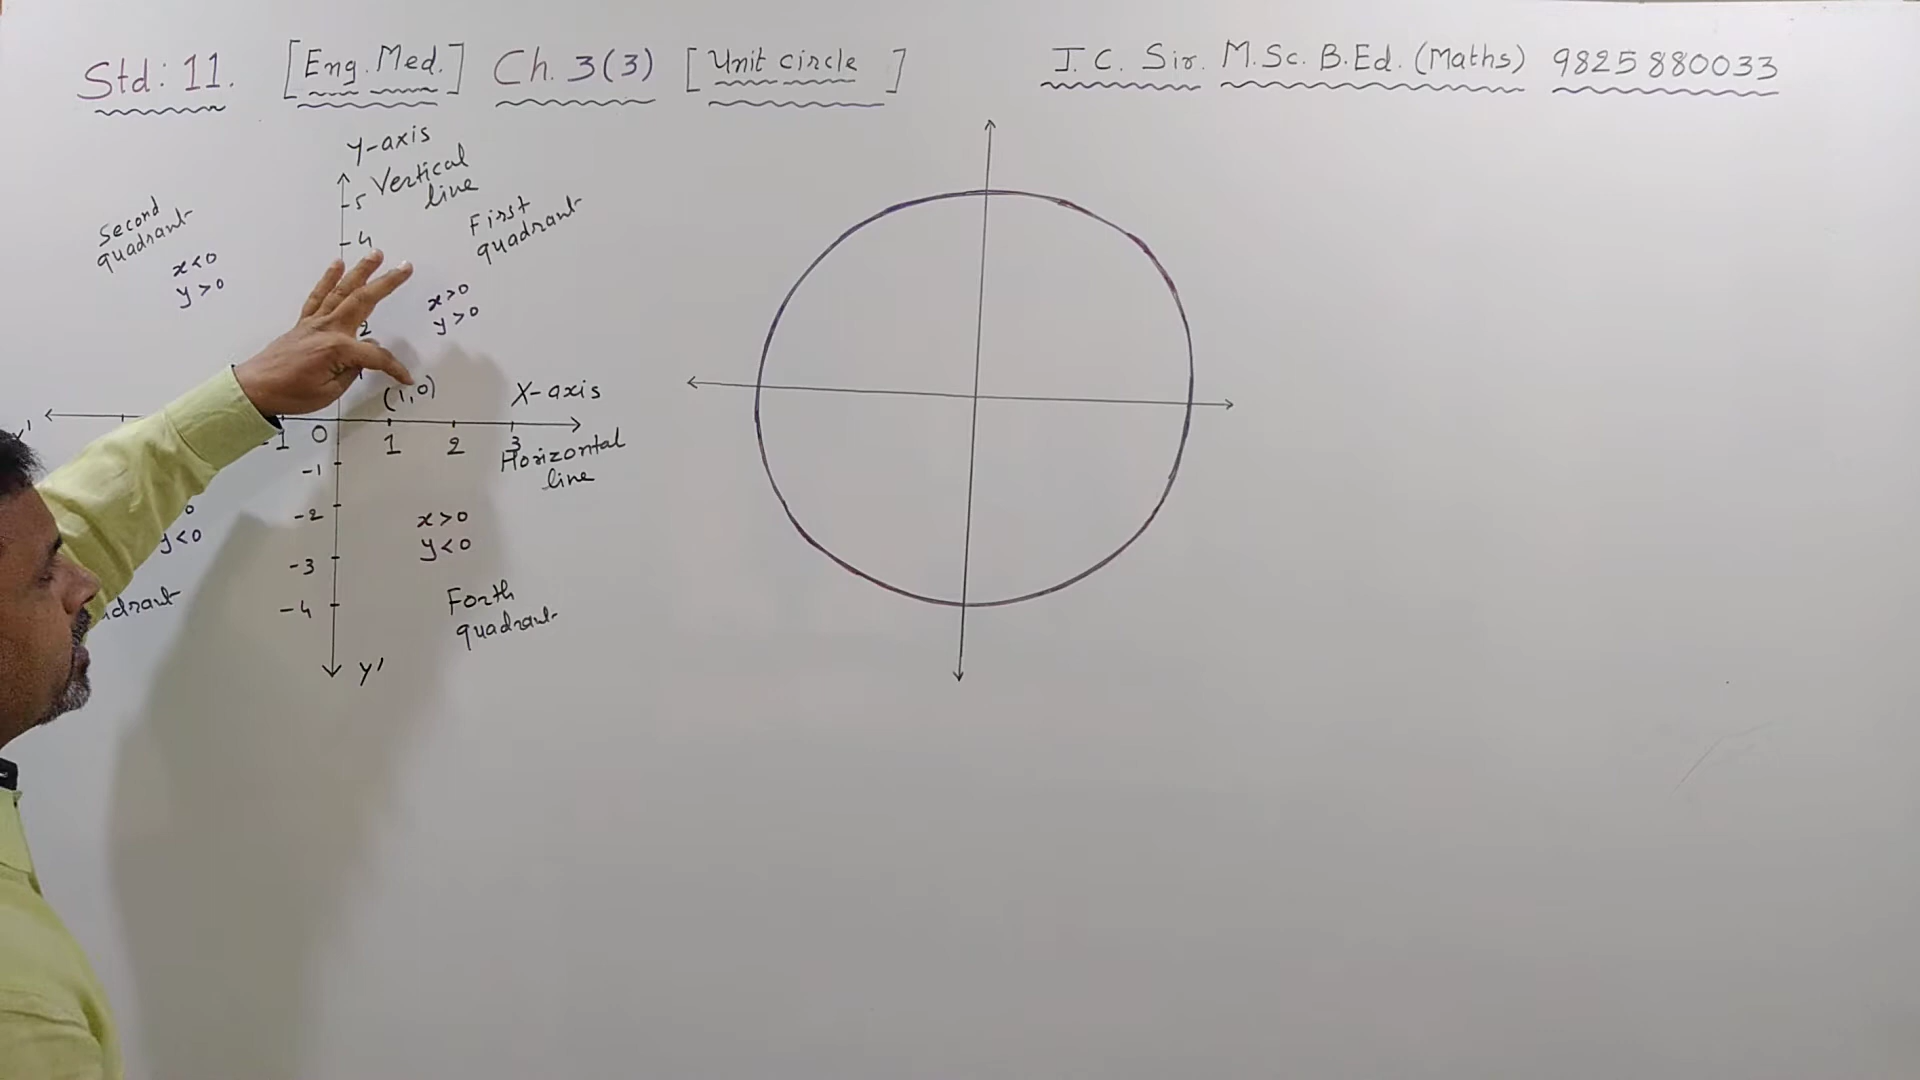 Std: 11. [Eng. Med.] Ch. 3(3) [Unit circle] J. C. Sir. M.Sc. B.Ed. (Maths) 9825880033
Y-axis
Vertical
line
5
4
2
Second
quadrant
x<0
y>0
First
quadrant
x>0
y>0
(1,0)
X-axis
-1 0 1 2 3
Horizontal
line
-1
-2
-3
-4
y<0
x>0
y<0
Forth
quadrant
y'